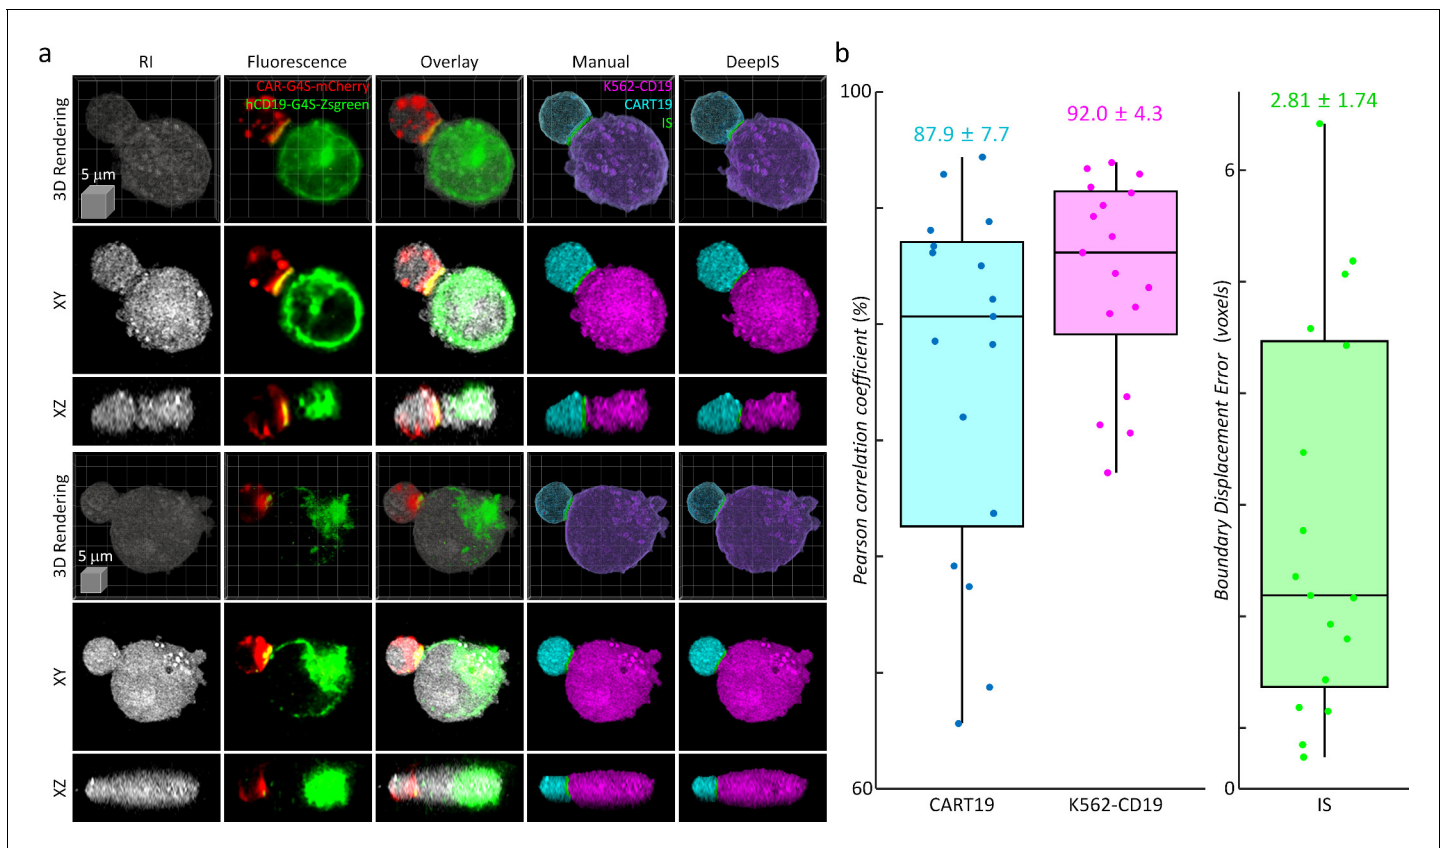 a
RI
Fluorescence
Overlay
Manual
DeepIS
3D Rendering
5 μm
CAR-G4S-mCherry
hCD19-G4S-Zsgreen
K562-CD19
CART19
IS
XY
XZ
3D Rendering
5 μm
XY
XZ
b
Pearson correlation coefficient (%)
100
60
87.9 ± 7.7
92.0 ± 4.3
CART19
K562-CD19
Boundary Displacement Error (voxels)
6
0
2.81 ± 1.74
IS